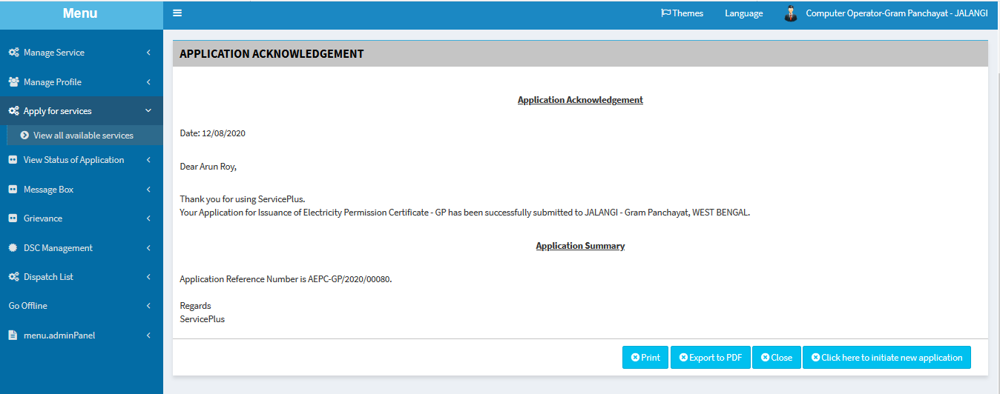 Menu
Themes
Language
Computer Operator-Gram Panchayat - JALANGI
Manage Service
Manage Profile
Apply for services
View all available services
View Status of Application
Message Box
Grievance
DSC Management
Dispatch List
Go Offline
menu.adminPanel
APPLICATION ACKNOWLEDGEMENT
Application Acknowledgement
Date: 12/08/2020
Dear Arun Roy,
Thank you for using ServicePlus.
Your Application for Issuance of Electricity Permission Certificate - GP has been successfully submitted to JALANGI - Gram Panchayat, WEST BENGAL.
Application Summary
Application Reference Number is AEPC-GP/2020/00080.
Regards
ServicePlus
Print
Export to PDF
Close
Click here to initiate new application